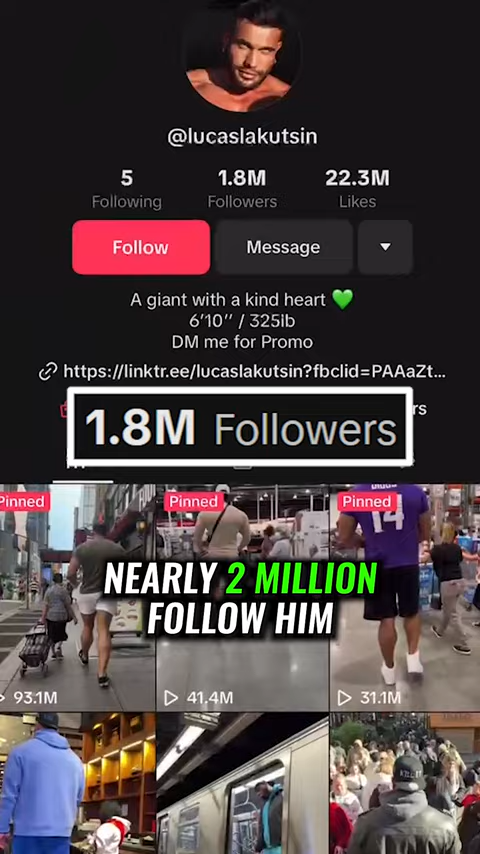 @lucaslakutsin
5 1.8M 22.3M
Following Followers Likes
Follow Message
A giant with a kind heart 💚
6'10'' / 325lb
DM me for Promo
https://linktr.ee/lucaslakutsin?fbclid=PAAaZt...
rs
1.8M Followers
Pinned Pinned Pinned
14
NEARLY 2 MILLION
FOLLOW HIM
93.1M 41.4M 31.1M